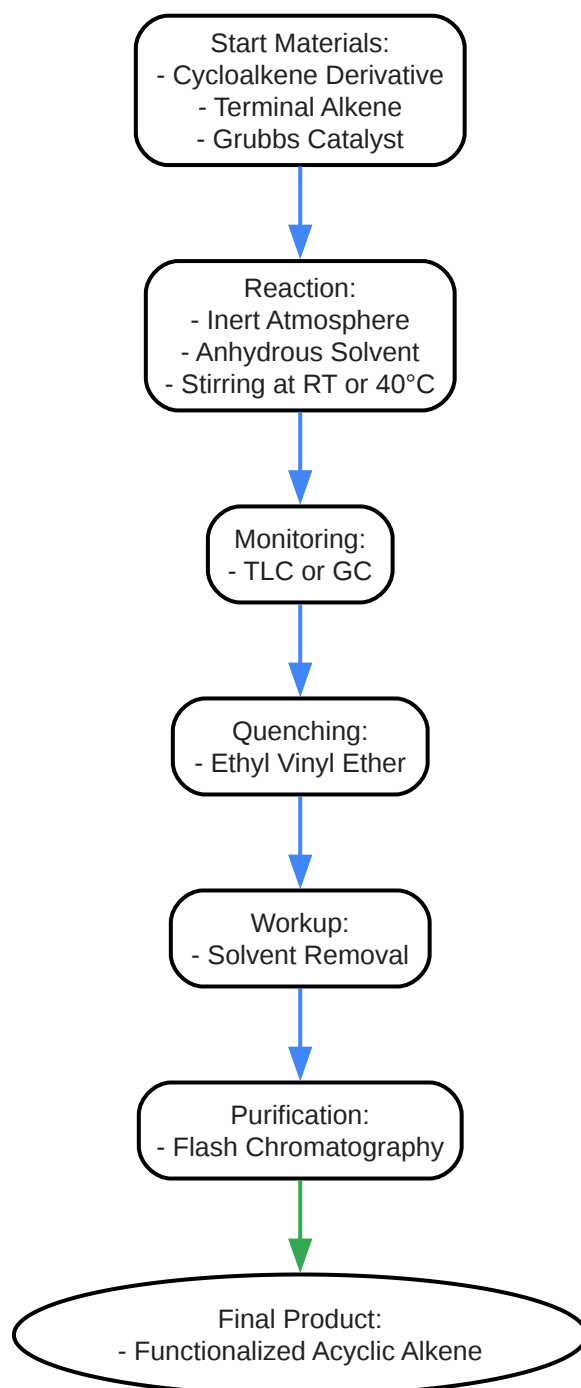 Start Materials:
- Cycloalkene Derivative
- Terminal Alkene
- Grubbs Catalyst
Reaction:
- Inert Atmosphere
- Anhydrous Solvent
- Stirring at RT or 40°C
Monitoring:
- TLC or GC
Quenching:
- Ethyl Vinyl Ether
Workup:
- Solvent Removal
Purification:
- Flash Chromatography
Final Product:
- Functionalized Acyclic Alkene